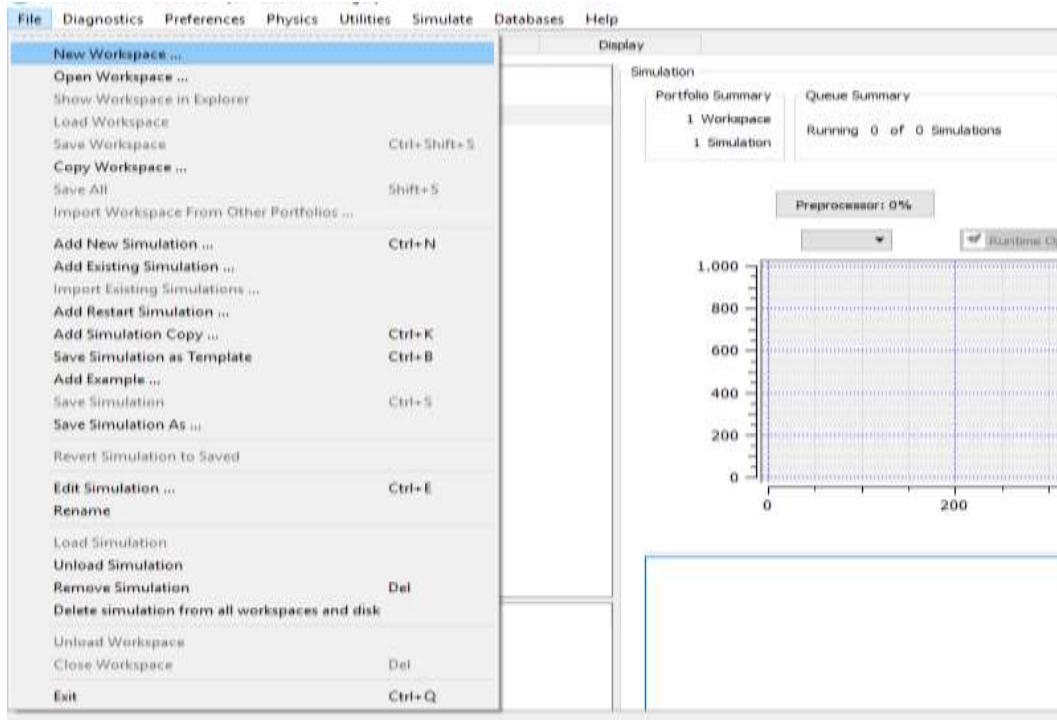 File Diagnostics Preferences Physics Utilities Simulate Databases Help
New Workspace ...
Open Workspace ...
Show Workspace in Explorer
Load Workspace
Save Workspace Ctrl+Shift+S
Copy Workspace ...
Save All Shift+S
Import Workspace From Other Portfolios ...
Add New Simulation ... Ctrl+N
Add Existing Simulation ...
Import Existing Simulations ...
Add Restart Simulation ...
Add Simulation Copy ... Ctrl+K
Save Simulation as Template Ctrl+B
Add Example ...
Save Simulation Ctrl+S
Save Simulation As ...
Revert Simulation to Saved
Edit Simulation ... Ctrl+E
Rename
Load Simulation
Unload Simulation
Remove Simulation Del
Delete simulation from all workspaces and disk
Unload Workspace
Close Workspace Del
Exit Ctrl+Q
Display
Simulation
Portfolio Summary
1 Workspace
1 Simulation
Queue Summary
Running 0 of 0 Simulations
Preprocessor: 0%
Runtime
1.000
800
600
400
200
0
0 200